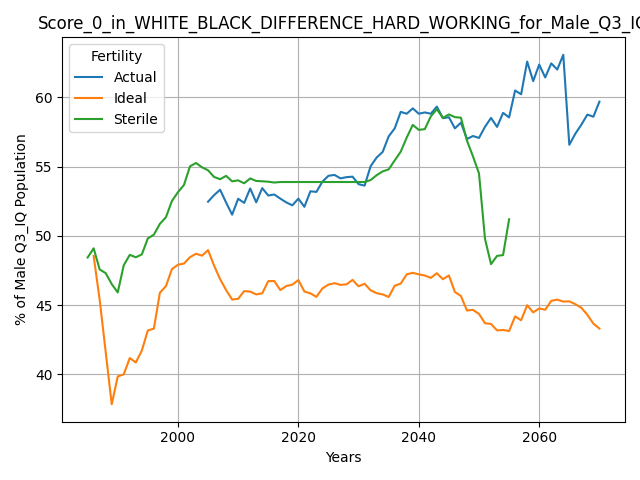 Score_0_in_WHITE_BLACK_DIFFERENCE_HARD_WORKING_for_Male_Q3_IQ
Fertility
Actual
Ideal
Sterile
% of Male Q3_IQ Population
60
55
50
45
40
2000
2020
2040
2060
Years